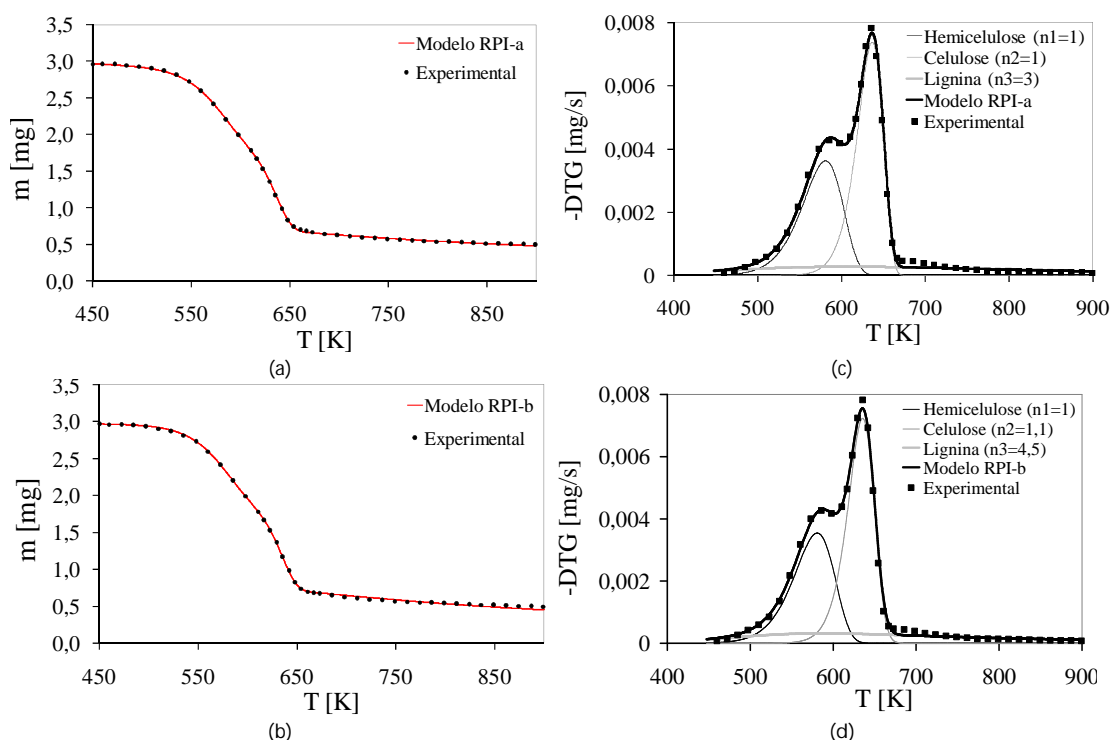 3,5
3,0
2,5
2,0
1,5
1,0
0,5
0,0
m [mg]
Modelo RPI-a
Experimental
450 550 650 750 850
T [K]
(a)
0,008
0,006
0,004
0,002
0
-DTG [mg/s]
Hemicelulose (n1=1)
Celulose (n2=1)
Lignina (n3=3)
Modelo RPI-a
Experimental
400 500 600 700 800 900
T [K]
(c)
3,5
3,0
2,5
2,0
1,5
1,0
0,5
0,0
m [mg]
Modelo RPI-b
Experimental
450 550 650 750 850
T [K]
(b)
0,008
0,006
0,004
0,002
0
-DTG [mg/s]
Hemicelulose (n1=1)
Celulose (n2=1,1)
Lignina (n3=4,5)
Modelo RPI-b
Experimental
400 500 600 700 800 900
T [K]
(d)